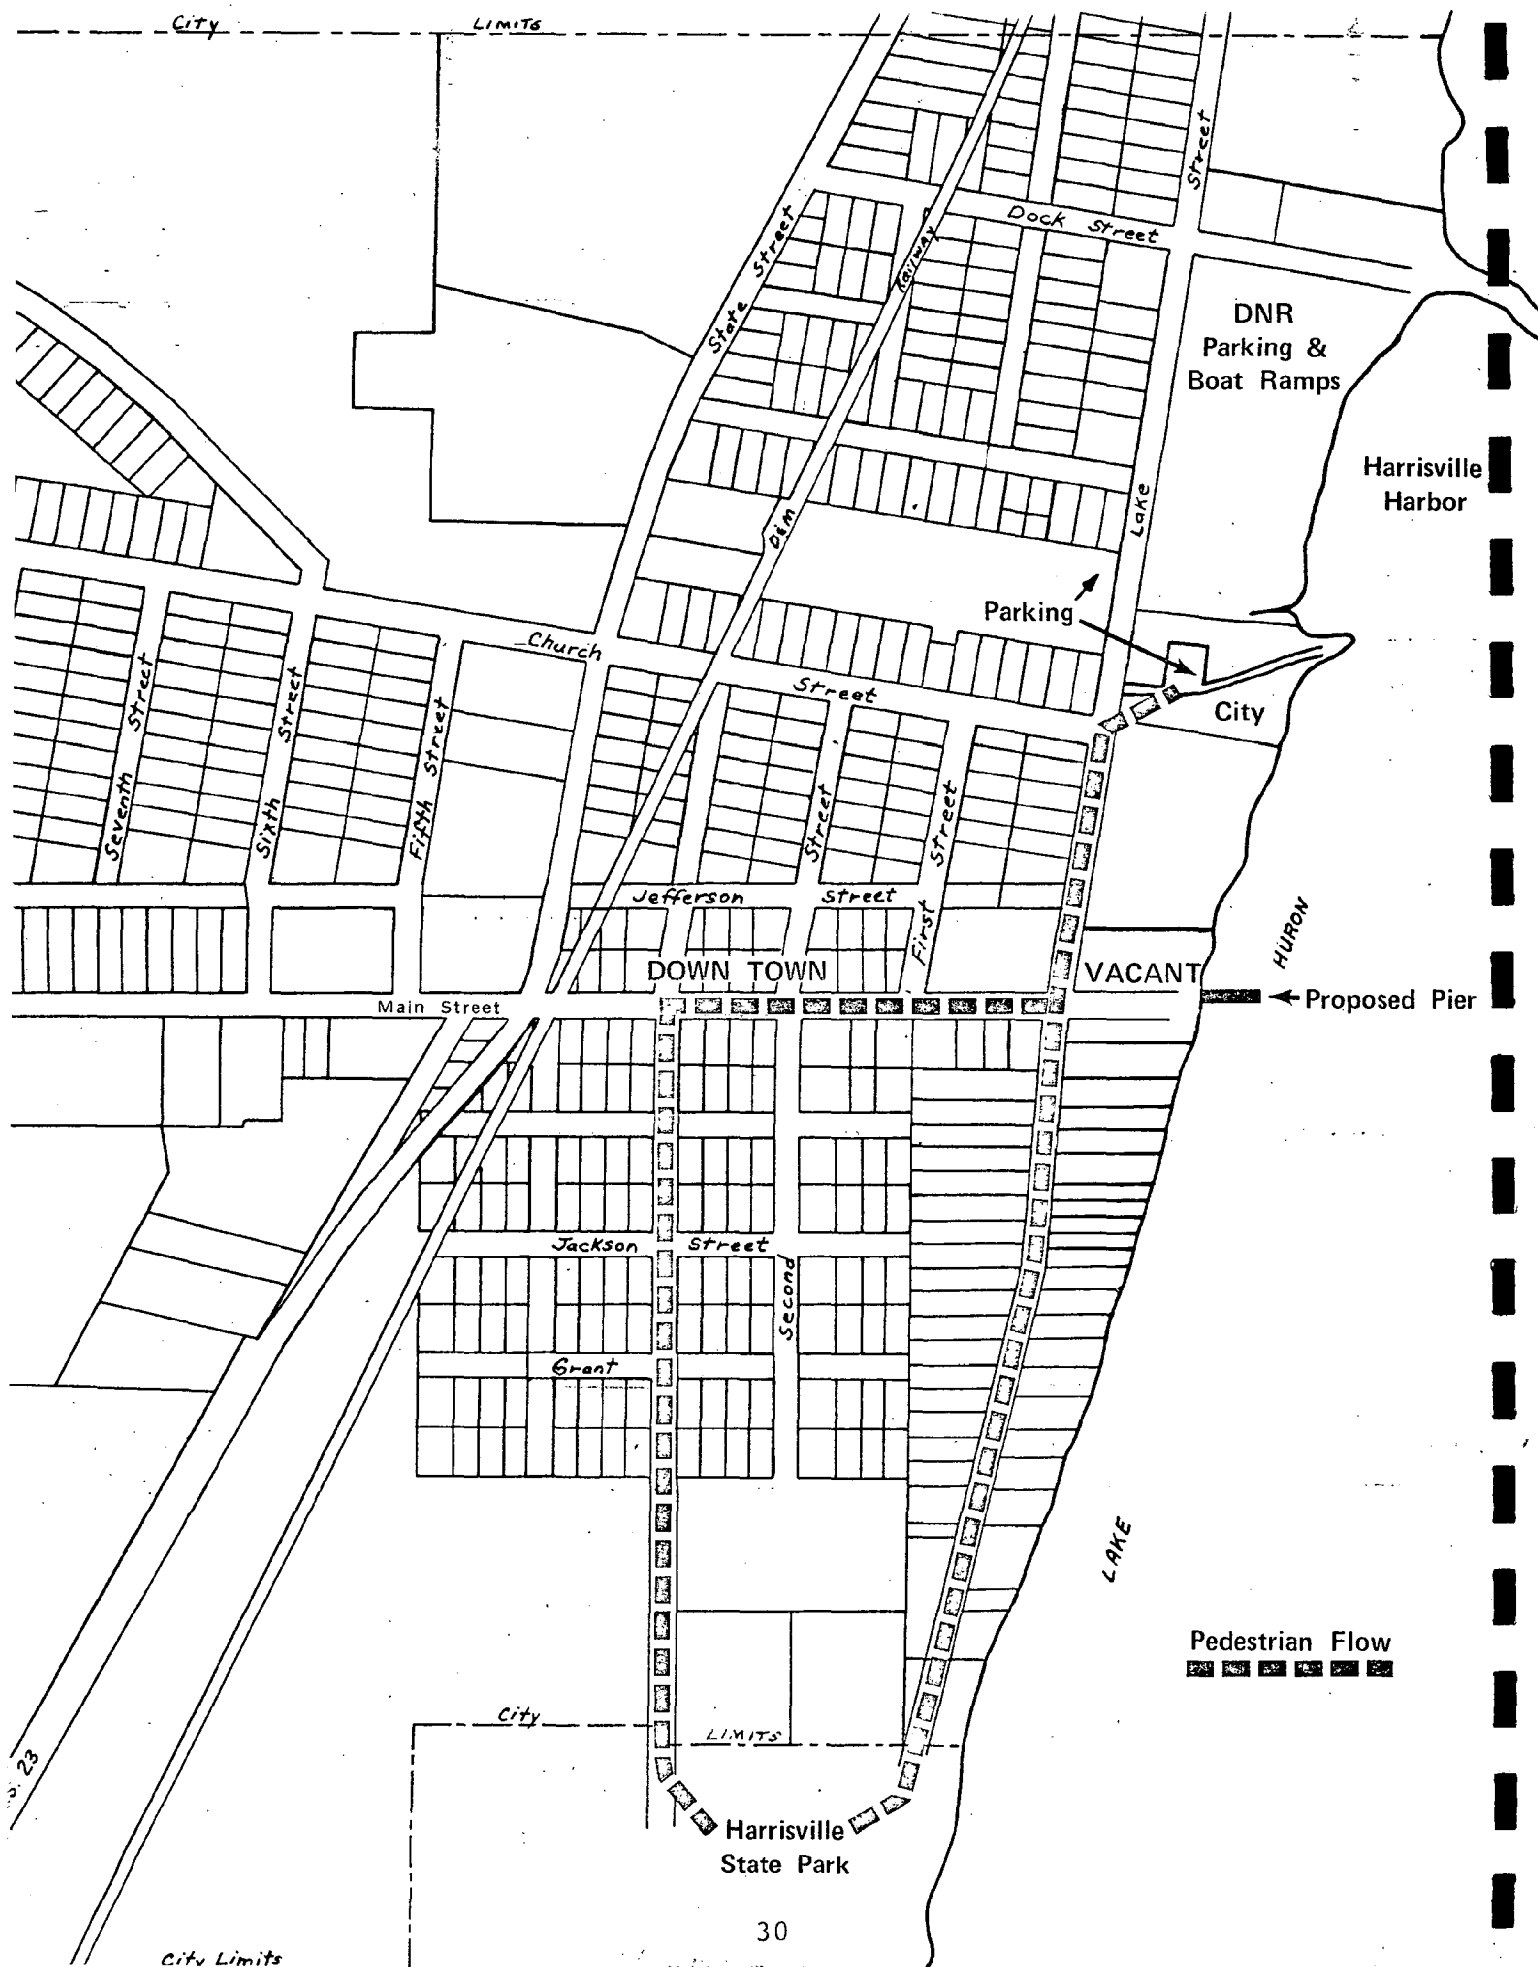 City LIMITS
Street
Dock Street
State Street
Railway
DNR
Parking &
Boat Ramps
Harrisville
Harbor
Lake
D&M
Parking
Church
Street
City
Seventh Street
Sixth Street
Fifth Street
Street
First Street
Jefferson Street
HURON
DOWN TOWN
VACANT
Main Street
Proposed Pier
Jackson Street
Second
Grant
LAKE
Pedestrian Flow
City LIMITS
23
Harrisville
State Park
30
City Limits